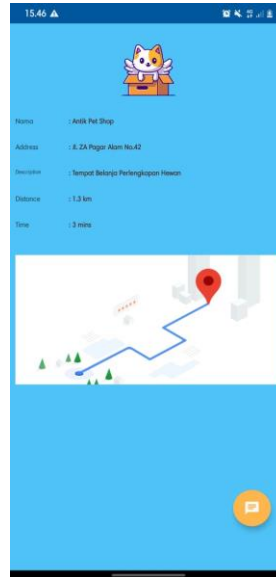 15.46
Nama : Antik Pet Shop
Address : Jl. ZA Pagar Alam No.42
Description : Tempat Belanja Perlengkapan Hewan
Distance : 1.3 km
Time : 3 mins